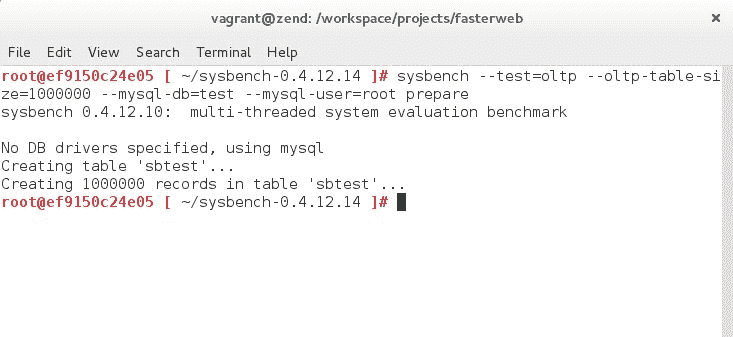 vagrant@zend: /workspace/projects/fasterweb ×
File Edit View Search Terminal Help
root@ef9150c24e05 [ ~/sysbench-0.4.12.14 ]# sysbench --test=oltp --oltp-table-si
ze=1000000 --mysql-db=test --mysql-user=root prepare
sysbench 0.4.12.10:  multi-threaded system evaluation benchmark
No DB drivers specified, using mysql
Creating table 'sbtest'...
Creating 1000000 records in table 'sbtest'...
root@ef9150c24e05 [ ~/sysbench-0.4.12.14 ]#